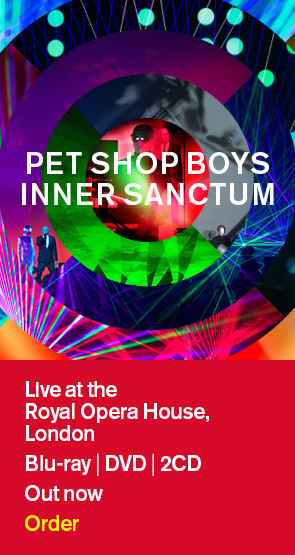 PET SHOP BOYS
INNER SANCTUM
Live at the
Royal Opera House,
London
Blu-ray | DVD | 2CD
Out now
Order